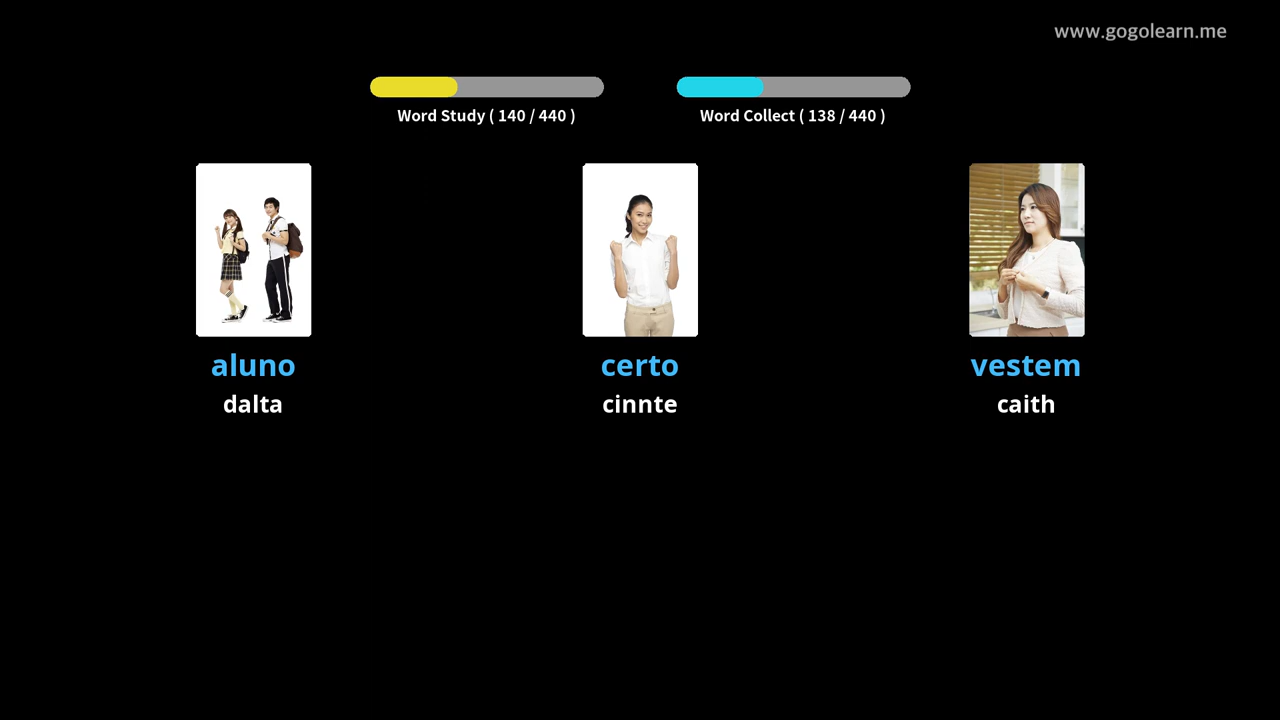 www.gogolearn.me
Word Study ( 140 / 440 )
Word Collect ( 138 / 440 )
aluno
dalta
certo
cinnte
vestem
caith